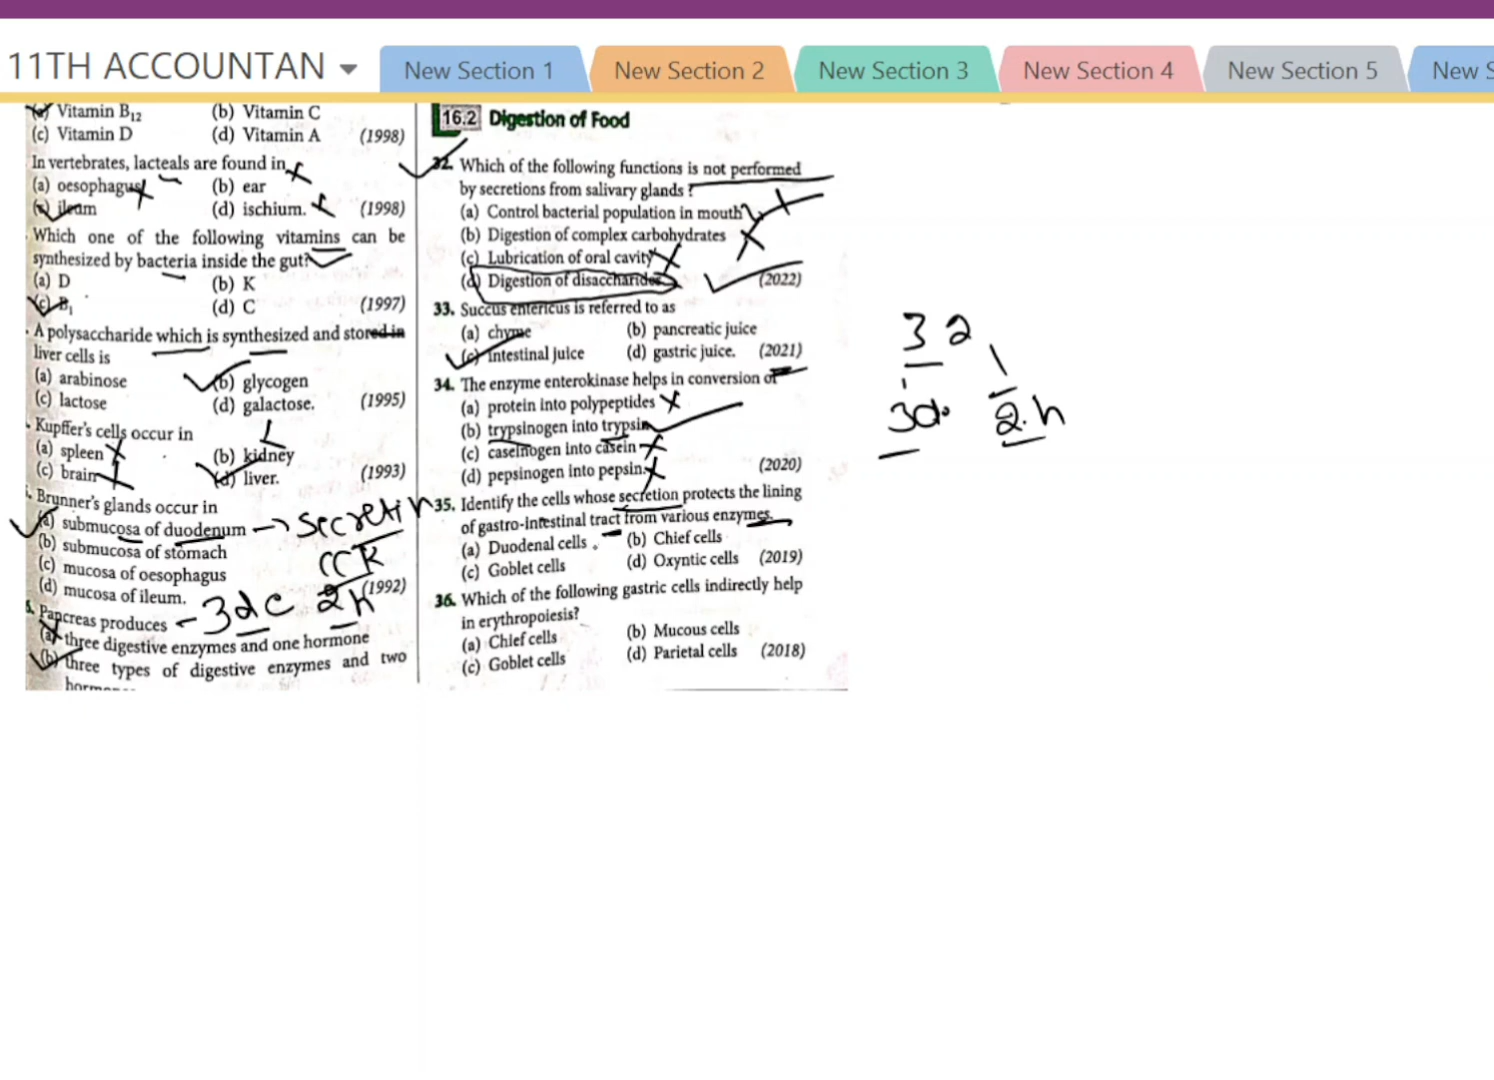 11TH ACCOUNTAN
New Section 1
New Section 2
New Section 3
New Section 4
New Section 5
New S
Vitamin B12 (b) Vitamin C
(c) Vitamin D (d) Vitamin A (1998)
In vertebrates, lacteals are found in
(a) oesophagus (b) ear
ileam (d) ischium. (1998)
Which one of the following vitamins can be
synthesized by bacteria inside the gut?
(a) D (b) K
(c) B1 (d) C (1997)
A polysaccharide which is synthesized and stored in
liver cells is
(a) arabinose (b) glycogen
(c) lactose (d) galactose. (1995)
Kupffer's cells occur in
(a) spleen (b) kidney
(c) brain (d) liver. (1993)
Brunner's glands occur in
(a) submucosa of duodenum → secretin
(b) submucosa of stomach
CCK
(c) mucosa of oesophagus
(d) mucosa of ileum. (1992)
Pancreas produces - 3dc 2h
(a) three digestive enzymes and one hormone
(b) three types of digestive enzymes and two
16.2 Digestion of Food
32. Which of the following functions is not performed
by secretions from salivary glands ?
(a) Control bacterial population in mouth
(b) Digestion of complex carbohydrates
(c) Lubrication of oral cavity
(d) Digestion of disaccharides (2022)
33. Succus entericus is referred to as
(a) chyme (b) pancreatic juice
(c) intestinal juice (d) gastric juice. (2021)
34. The enzyme enterokinase helps in conversion of
(a) protein into polypeptides
(b) trypsinogen into trypsin
(c) caseinogen into casein
(d) pepsinogen into pepsin. (2020)
35. Identify the cells whose secretion protects the lining
of gastro-intestinal tract from various enzymes.
(a) Duodenal cells (b) Chief cells
(c) Goblet cells (d) Oxyntic cells (2019)
36. Which of the following gastric cells indirectly help
in erythropoiesis?
(a) Chief cells (b) Mucous cells
(c) Goblet cells (d) Parietal cells (2018)
3 2
3d. 2.h